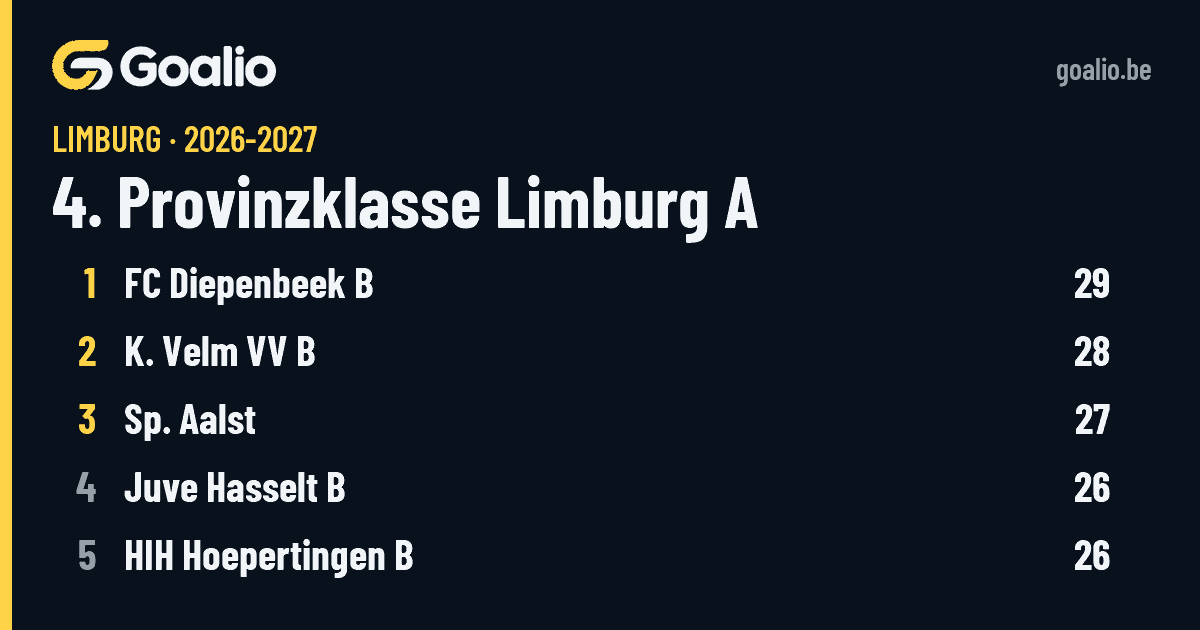 Goalio
goalio.be
LIMBURG · 2026-2027
4. Provinzklasse Limburg A
1 FC Diepenbeek B 29
2 K. Velm VV B 28
3 Sp. Aalst 27
4 Juve Hasselt B 26
5 HIH Hoepertingen B 26